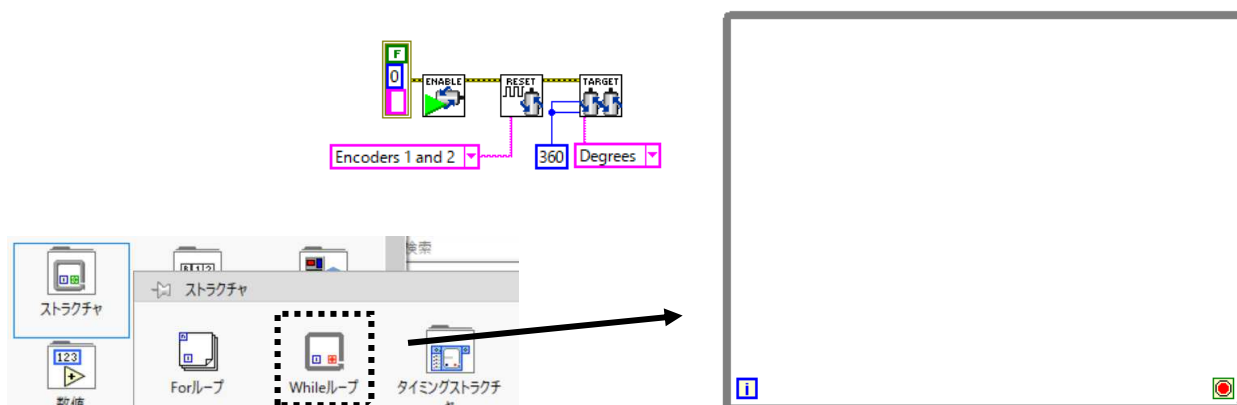 F
0
ENABLE
RESET
TARGET
Encoders 1 and 2
360
Degrees
検索
ストラクチャ
ストラクチャ
123
数値
Forループ
Whileループ
タイミングストラクチ
ャ
i